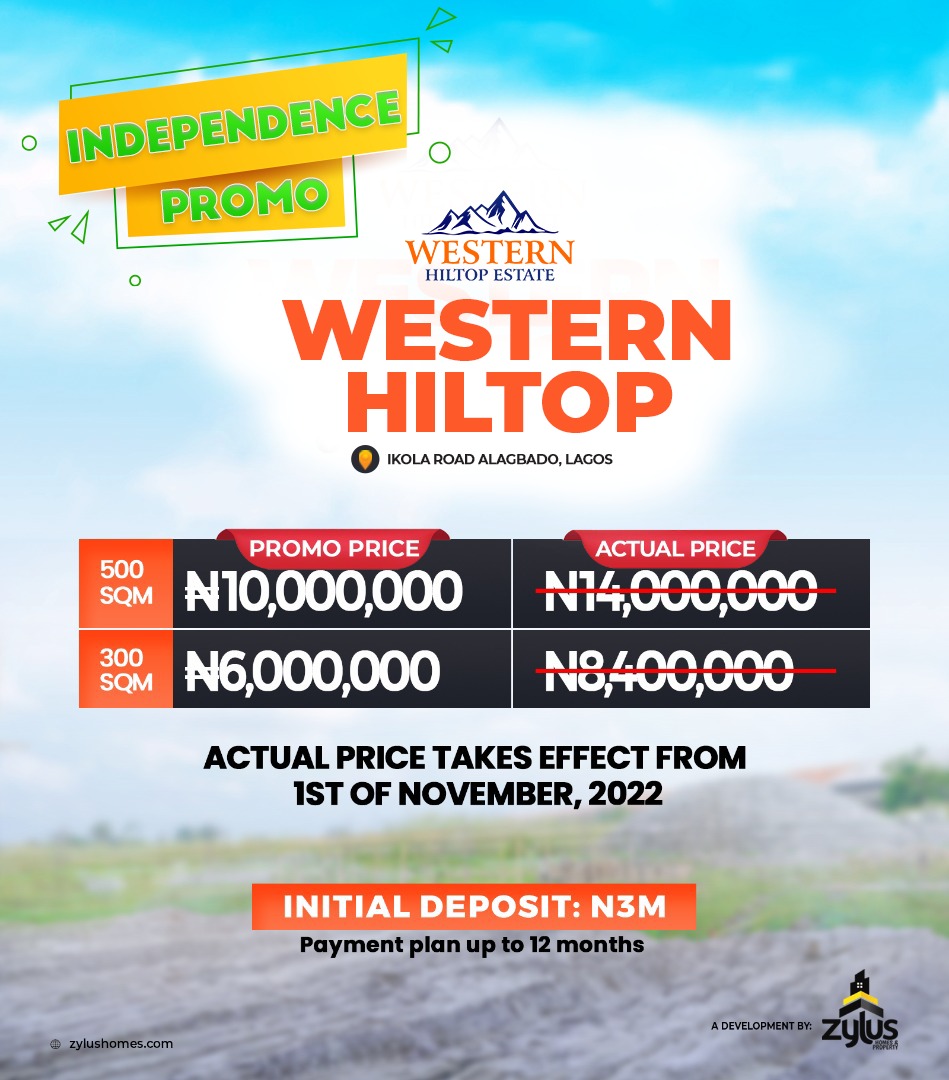 INDEPENDENCE
PROMO
WESTERN
HILTOP ESTATE
WESTERN
HILTOP
IKOLA ROAD ALAGBADO, LAGOS
PROMO PRICE
ACTUAL PRICE
500
SQM
₦10,000,000
N14,000,000
300
SQM
₦6,000,000
N8,400,000
ACTUAL PRICE TAKES EFFECT FROM
1ST OF NOVEMBER, 2022
INITIAL DEPOSIT: N3M
Payment plan up to 12 months
A DEVELOPMENT BY:
zylus
HOMES &
PROPERTY
zylushomes.com